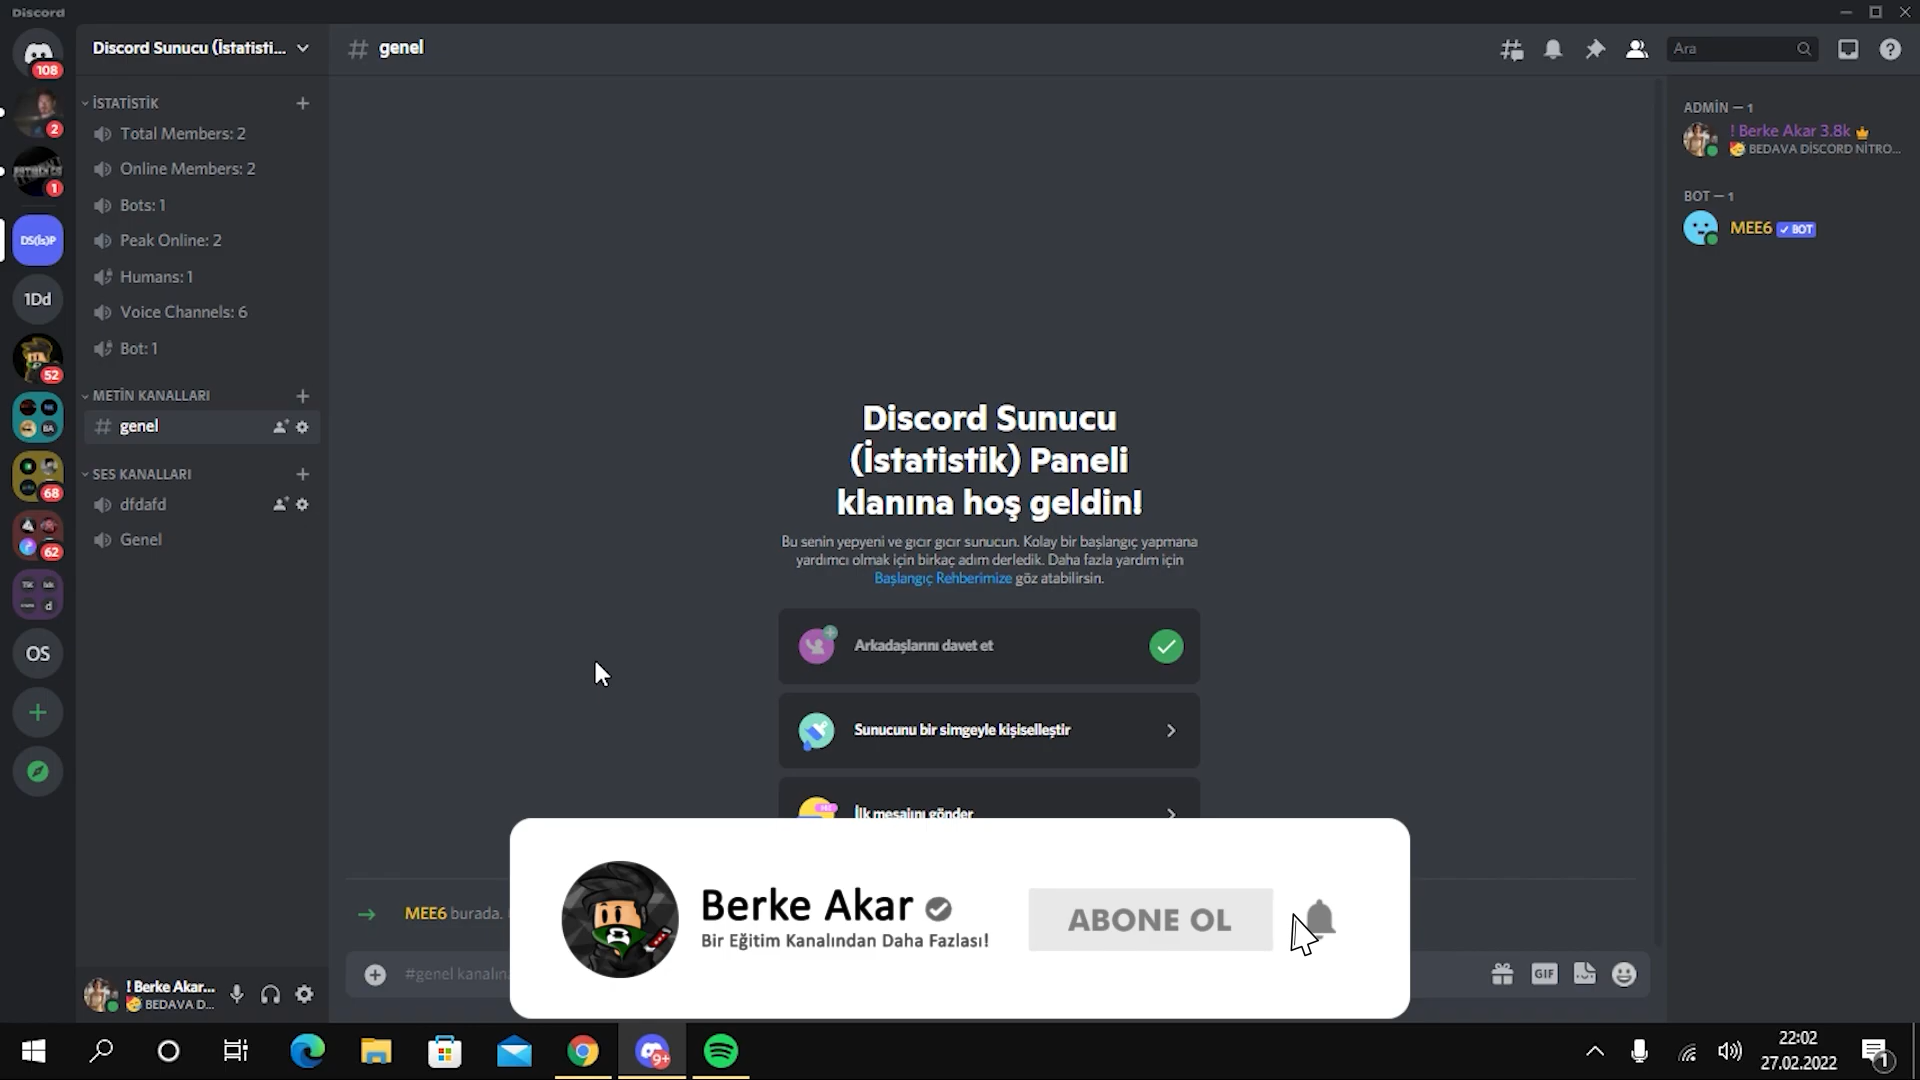 Discord
108
2
1
DS(İs)P
1Dd
52
BA
68
62
d
OS
Discord Sunucu (İstatisti...
İSTATİSTİK
Total Members: 2
Online Members: 2
Bots: 1
Peak Online: 2
Humans: 1
Voice Channels: 6
Bot: 1
METİN KANALLARI
genel
SES KANALLARI
dfdafd
Genel
! Berke Akar...
BEDAVA D...
genel
Ara
Discord Sunucu
(İstatistik) Paneli
klanına hoş geldin!
Bu senin yepyeni ve gıcır gıcır sunucun. Kolay bir başlangıç yapmana
yardımcı olmak için birkaç adım derledik. Daha fazla yardım için
Başlangıç Rehberimize göz atabilirsin.
Arkadaşlarını davet et
Sunucunu bir simgeyle kişiselleştir
İlk mesajını gönder
MEE6 burada.
#genel kanalına
GIF
Berke Akar
Bir Eğitim Kanalından Daha Fazlası!
ABONE OL
ADMİN — 1
! Berke Akar 3.8k
BEDAVA DİSCORD NİTRO...
BOT — 1
MEE6 BOT
9+
22:02
27.02.2022
1